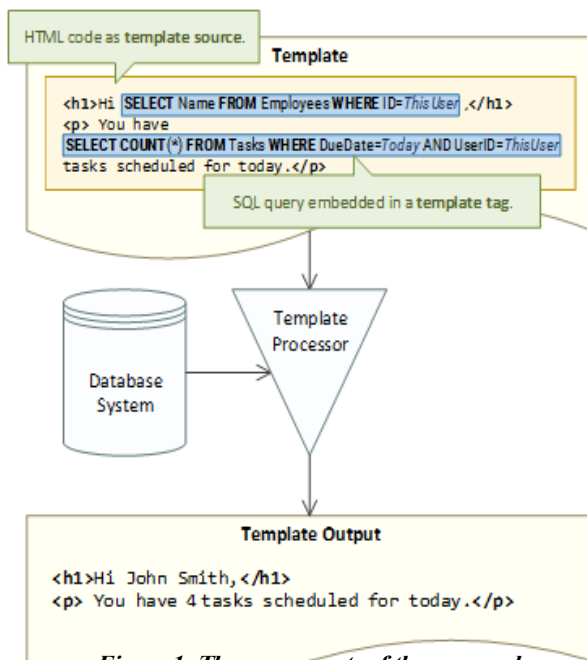 HTML code as template source.
Template
<h1>Hi SELECT Name FROM Employees WHERE ID=ThisUser ,</h1>
<p> You have
SELECT COUNT(*) FROM Tasks WHERE DueDate=Today AND UserID=ThisUser
tasks scheduled for today.</p>
SQL query embedded in a template tag.
Template
Processor
Database
System
Template Output
<h1>Hi John Smith,</h1>
<p> You have 4 tasks scheduled for today.</p>